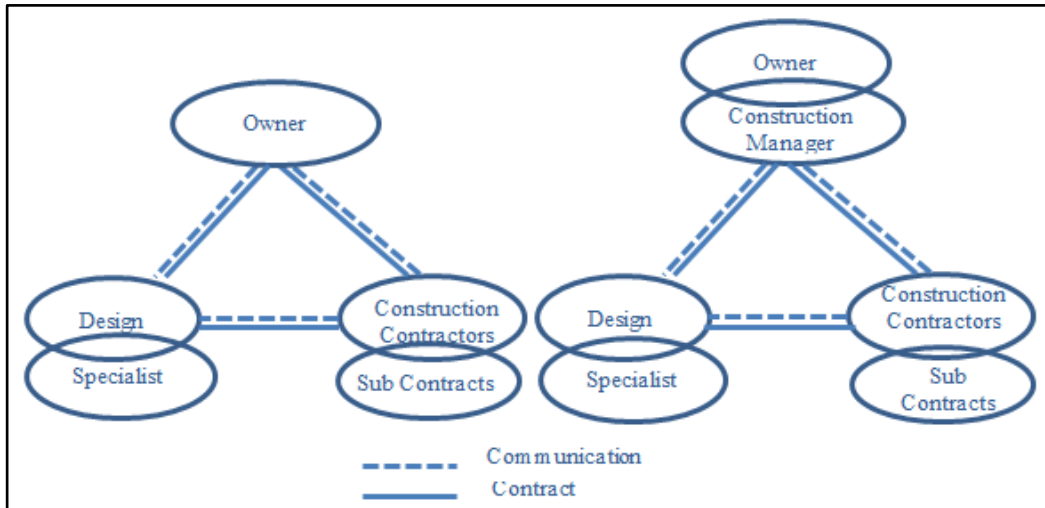 Owner
Design
Specialist
Construction
Contractors
Sub Contracts
Owner
Construction
Manager
Design
Specialist
Construction
Contractors
Sub
Contracts
Communication
Contract